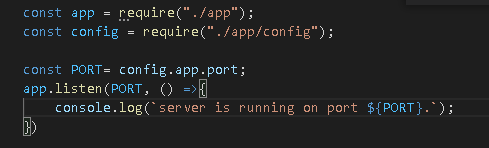 const app = require("./app");
const config = require("./app/config");
const PORT= config.app.port;
app.listen(PORT, () =>{
console.log(`server is running on port ${PORT}.`);
})